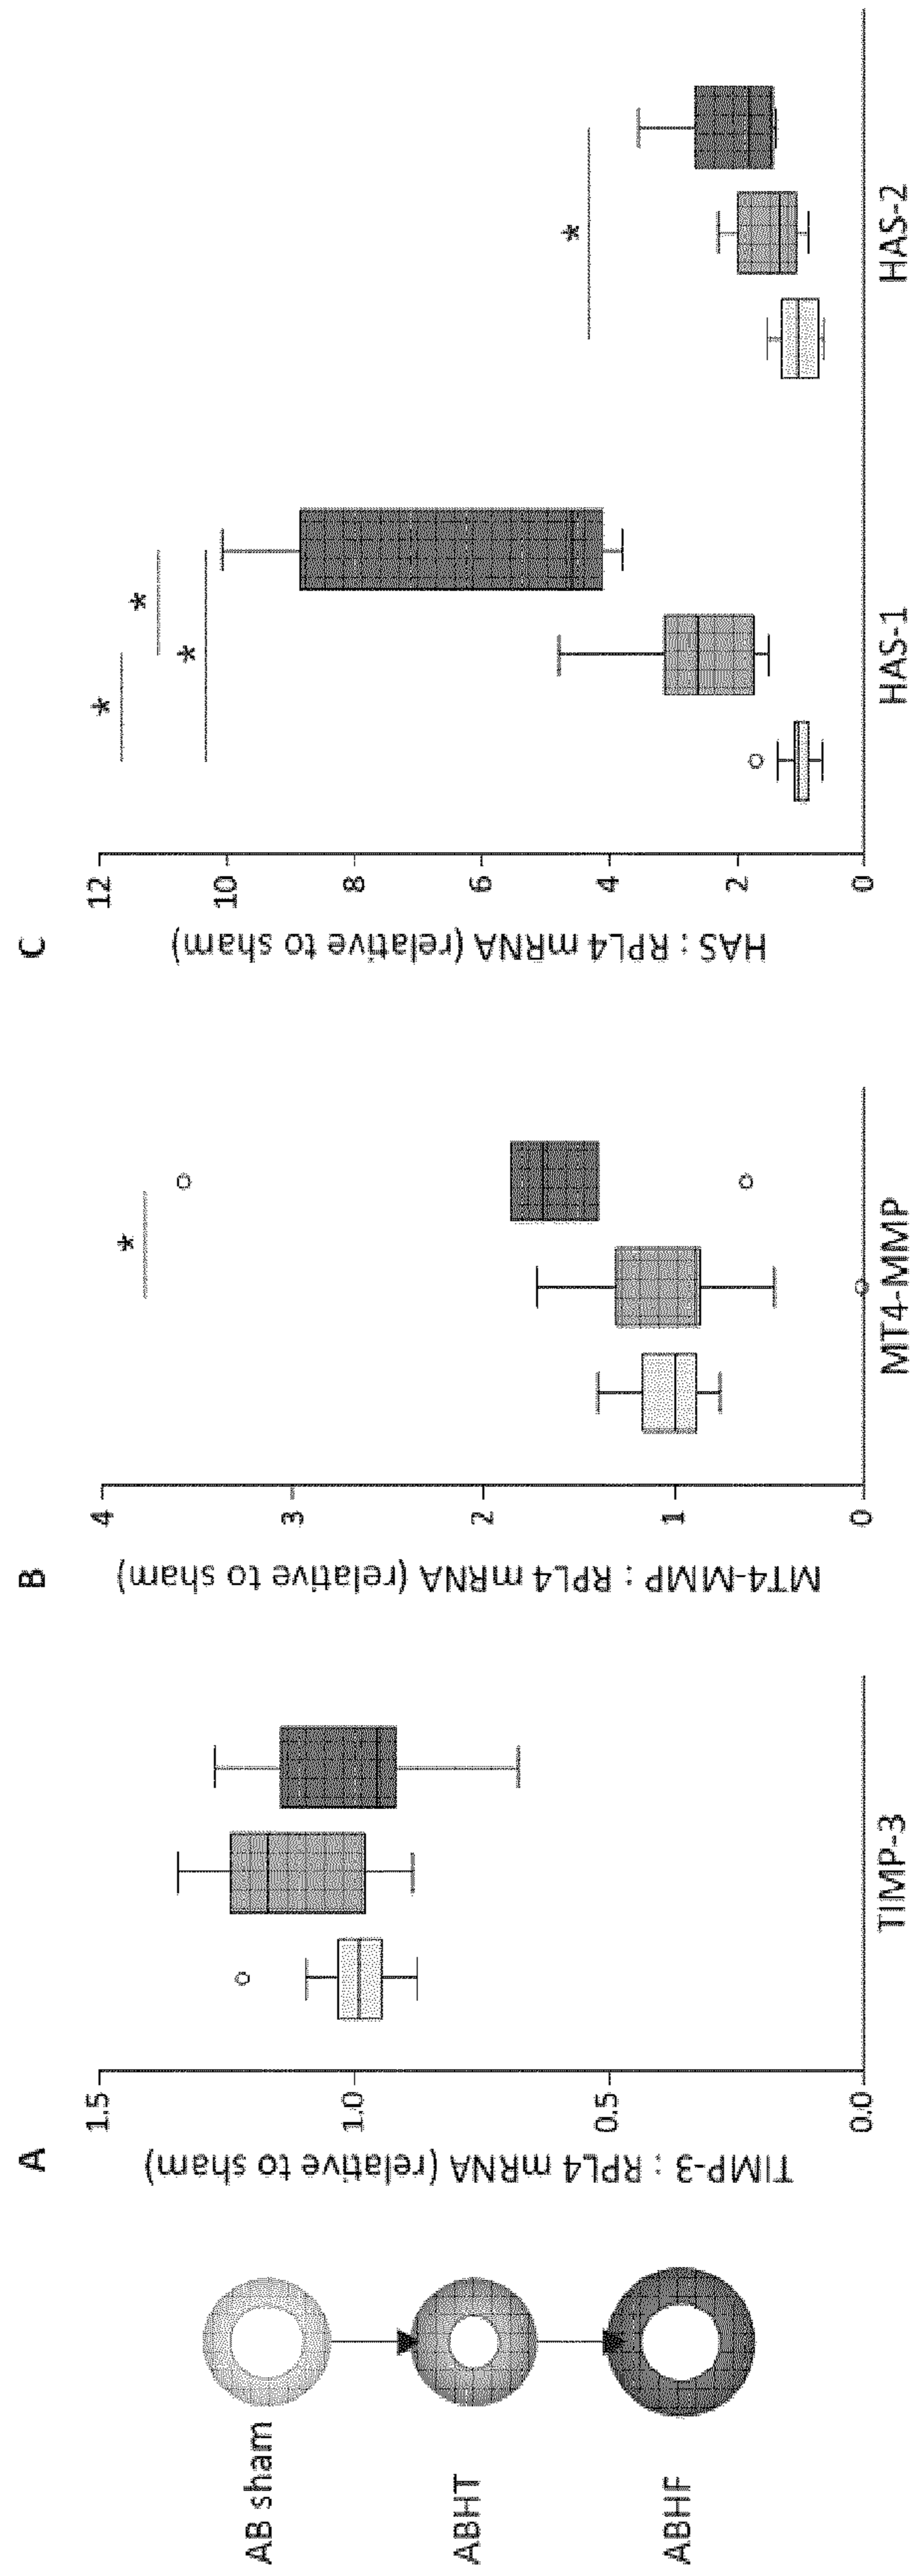 AB sham
ABHT
ABHF
A
TIMP-3 : RPL4 mRNA (relative to sham)
1.5
1.0
0.5
0.0
TIMP-3
B
MT4-MMP : RPL4 mRNA (relative to sham)
4
3
2
1
0
*
MT4-MMP
C
HAS : RPL4 mRNA (relative to sham)
12
10
8
6
4
2
0
*
*
*
*
HAS-1
HAS-2